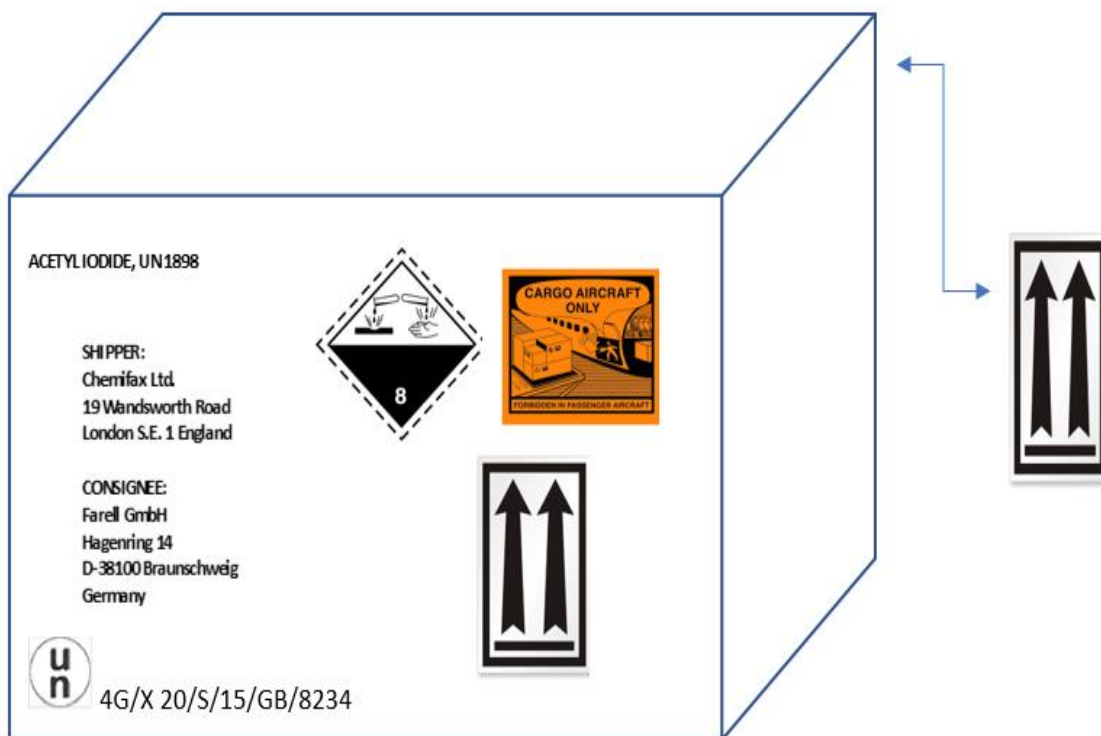 ACETYL IODIDE, UN1898
CARGO AIRCRAFT
ONLY
FORBIDDEN IN PASSENGER AIRCRAFT
8
SHIPPER:
Chemifax Ltd.
19 Wandsworth Road
London S.E. 1 England
CONSIGNEE:
Farell GmbH
Hagenring 14
D-38100 Braunschweig
Germany
un
4G/X 20/S/15/GB/8234